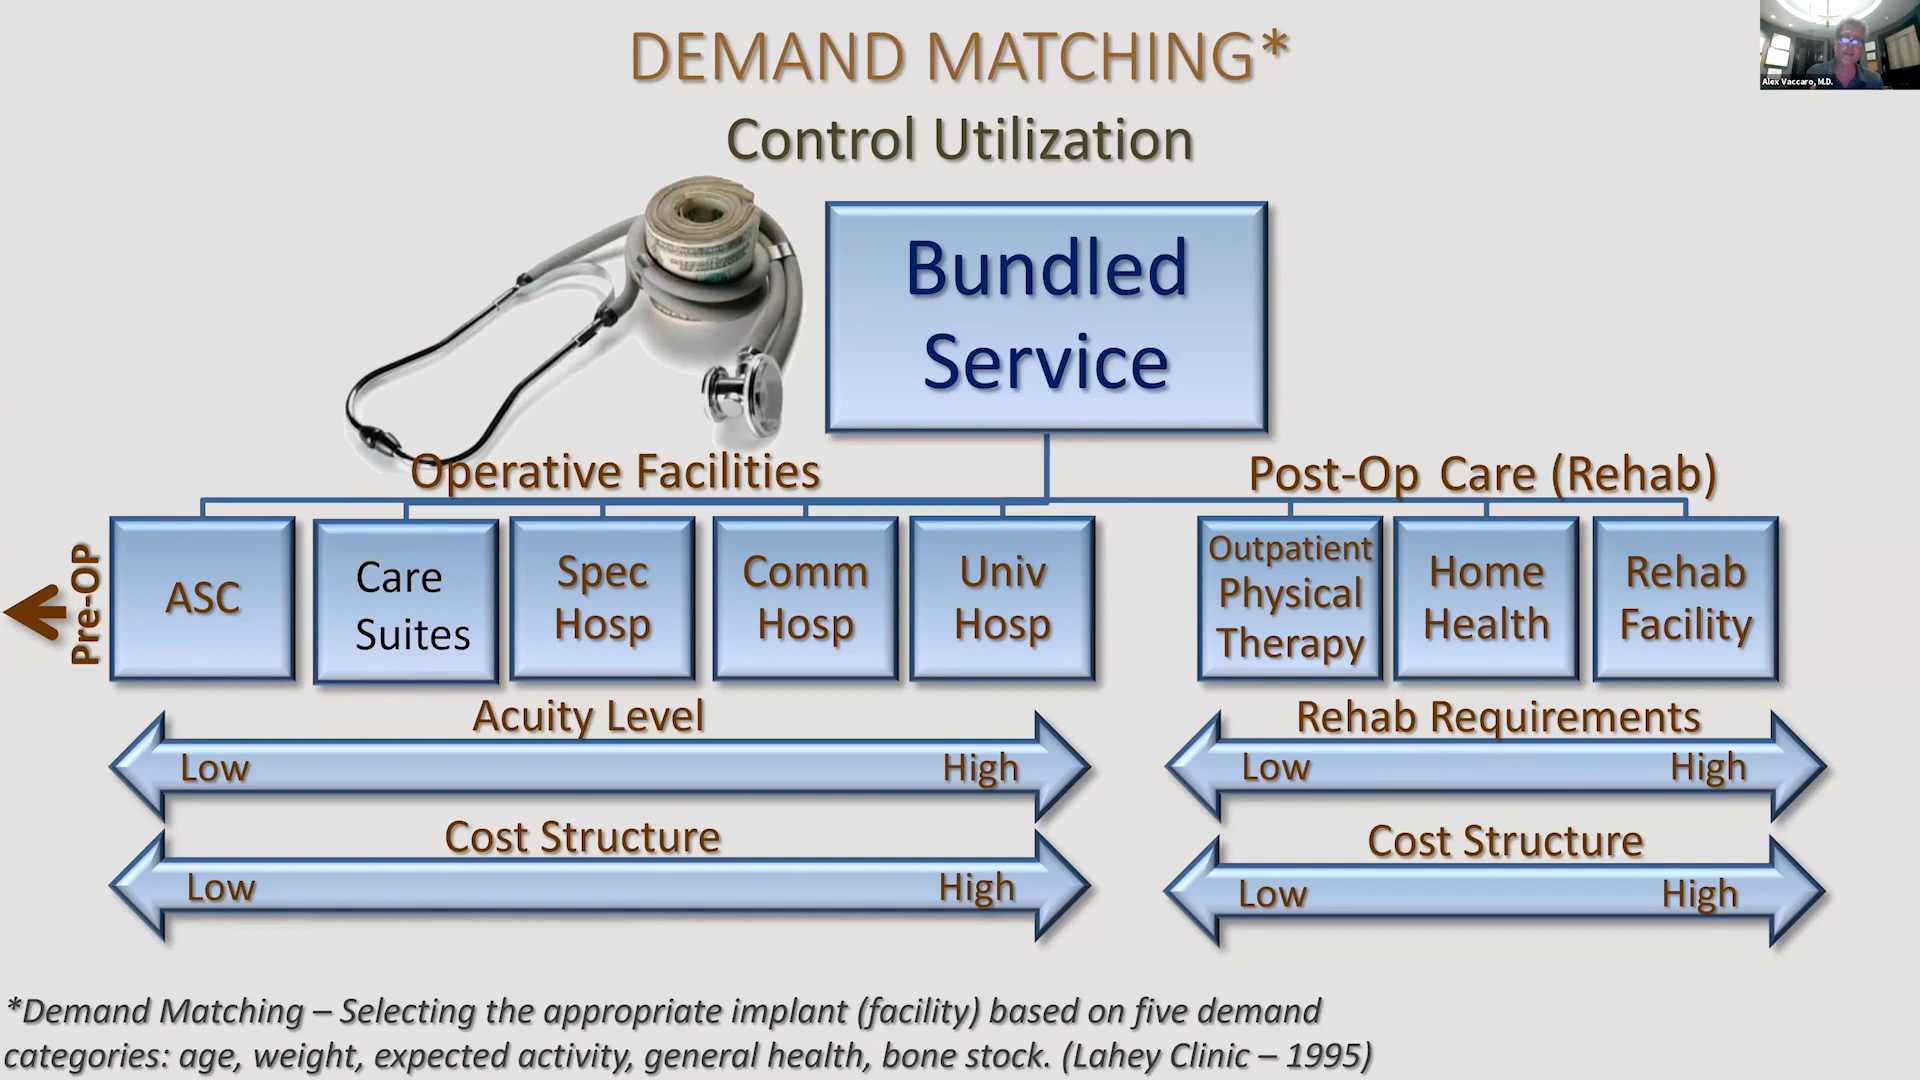 DEMAND MATCHING*
Control Utilization
Alex Vaccaro, M.D.
Bundled
Service
Operative Facilities
Post-Op Care (Rehab)
Pre-OP
ASC
Care
Suites
Spec
Hosp
Comm
Hosp
Univ
Hosp
Outpatient
Physical
Therapy
Home
Health
Rehab
Facility
Acuity Level
Low High
Cost Structure
Low High
Rehab Requirements
Low High
Cost Structure
Low High
*Demand Matching – Selecting the appropriate implant (facility) based on five demand
categories: age, weight, expected activity, general health, bone stock. (Lahey Clinic – 1995)